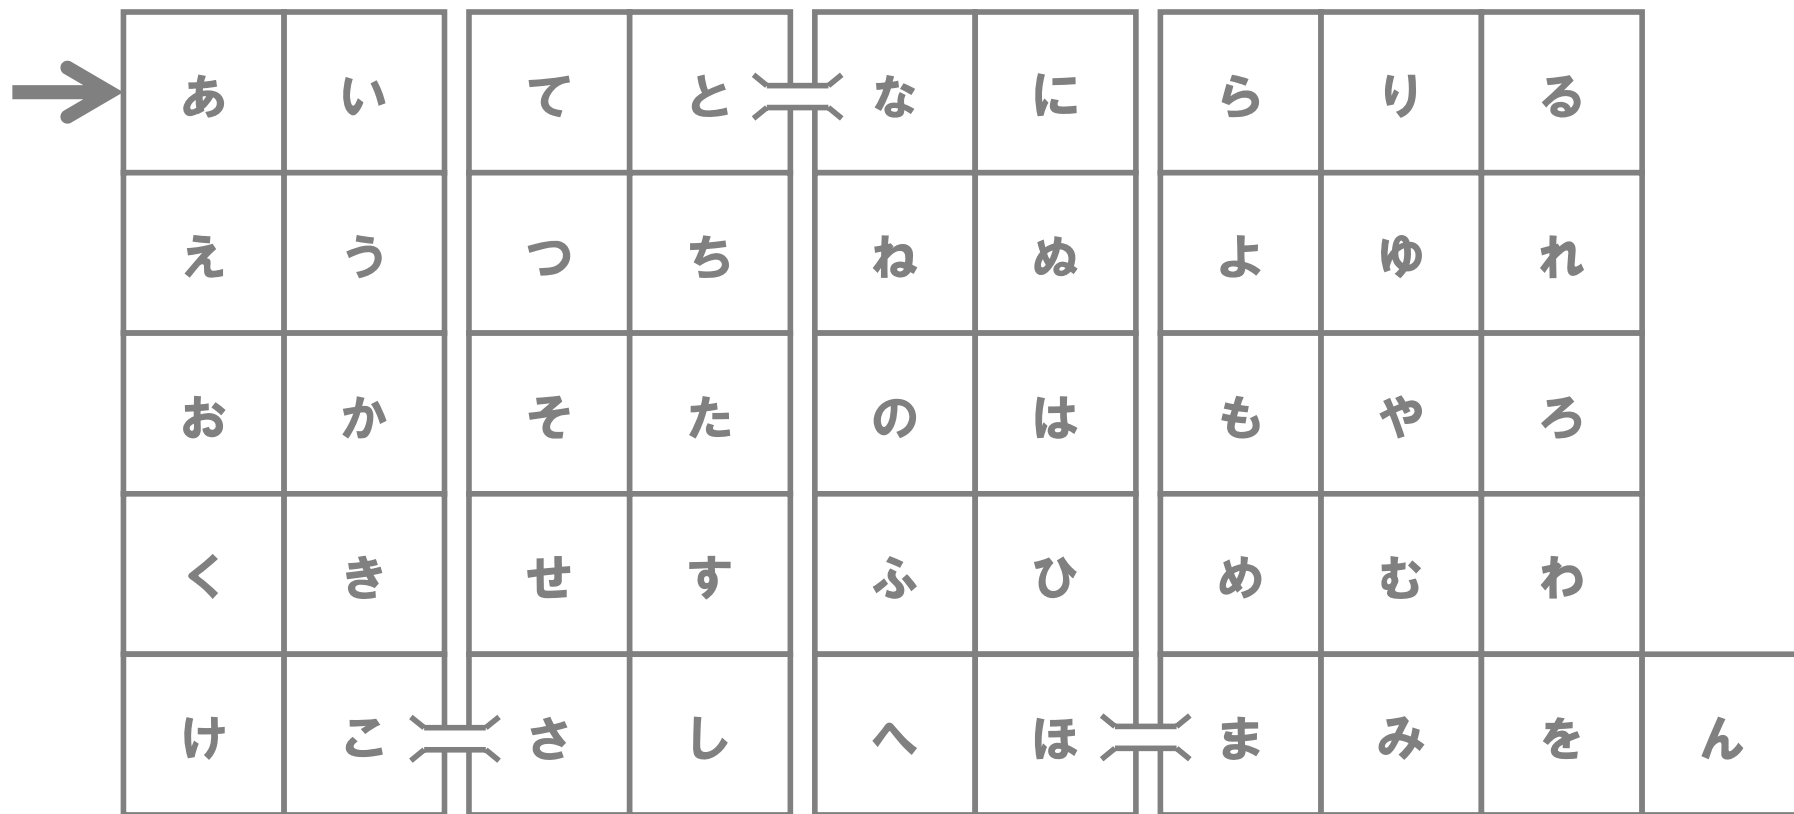 あ い て と な に ら り る
え う つ ち ね ぬ よ ゆ れ
お か そ た の は も や ろ
く き せ す ふ ひ め む わ
け こ さ し へ ほ ま み を ん